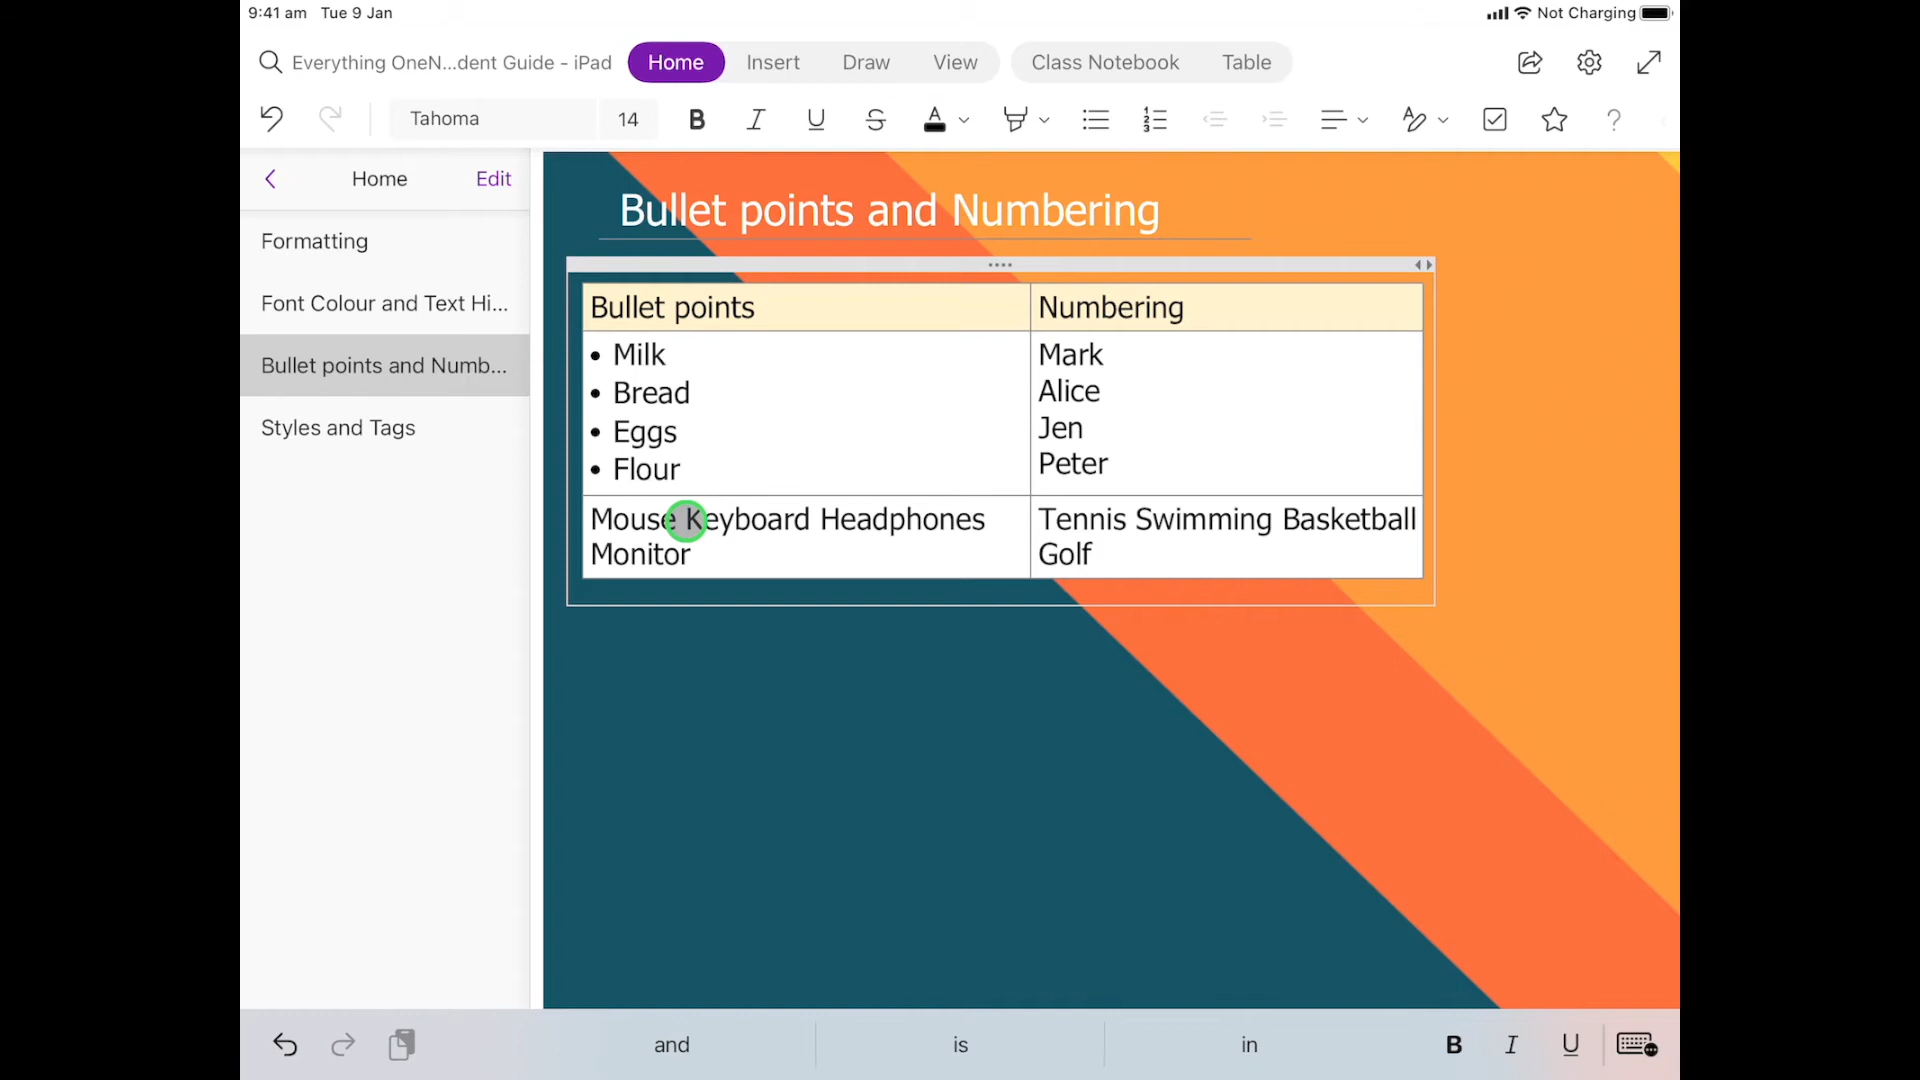 9:41 am Tue 9 Jan
Not Charging
Everything OneN...dent Guide - iPad
Home
Insert
Draw
View
Class Notebook
Table
Tahoma
14
B
I
U
S
A
1
2
3
?
Home
Edit
Formatting
Font Colour and Text Hi...
Bullet points and Numb...
Styles and Tags
Bullet points and Numbering
Bullet points
Numbering
• Milk
• Bread
• Eggs
• Flour
Mark
Alice
Jen
Peter
Mouse Keyboard Headphones
Monitor
Tennis Swimming Basketball
Golf
and
is
in
B
I
U